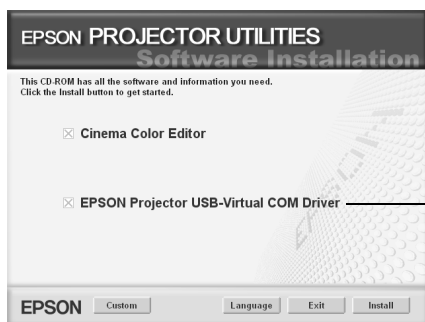 EPSON PROJECTOR UTILITIES
Software Installation
This CD-ROM has all the software and information you need.
Click the Install button to get started.
Cinema Color Editor
EPSON Projector USB-Virtual COM Driver
EPSON
EPSON Custom Language Exit Install